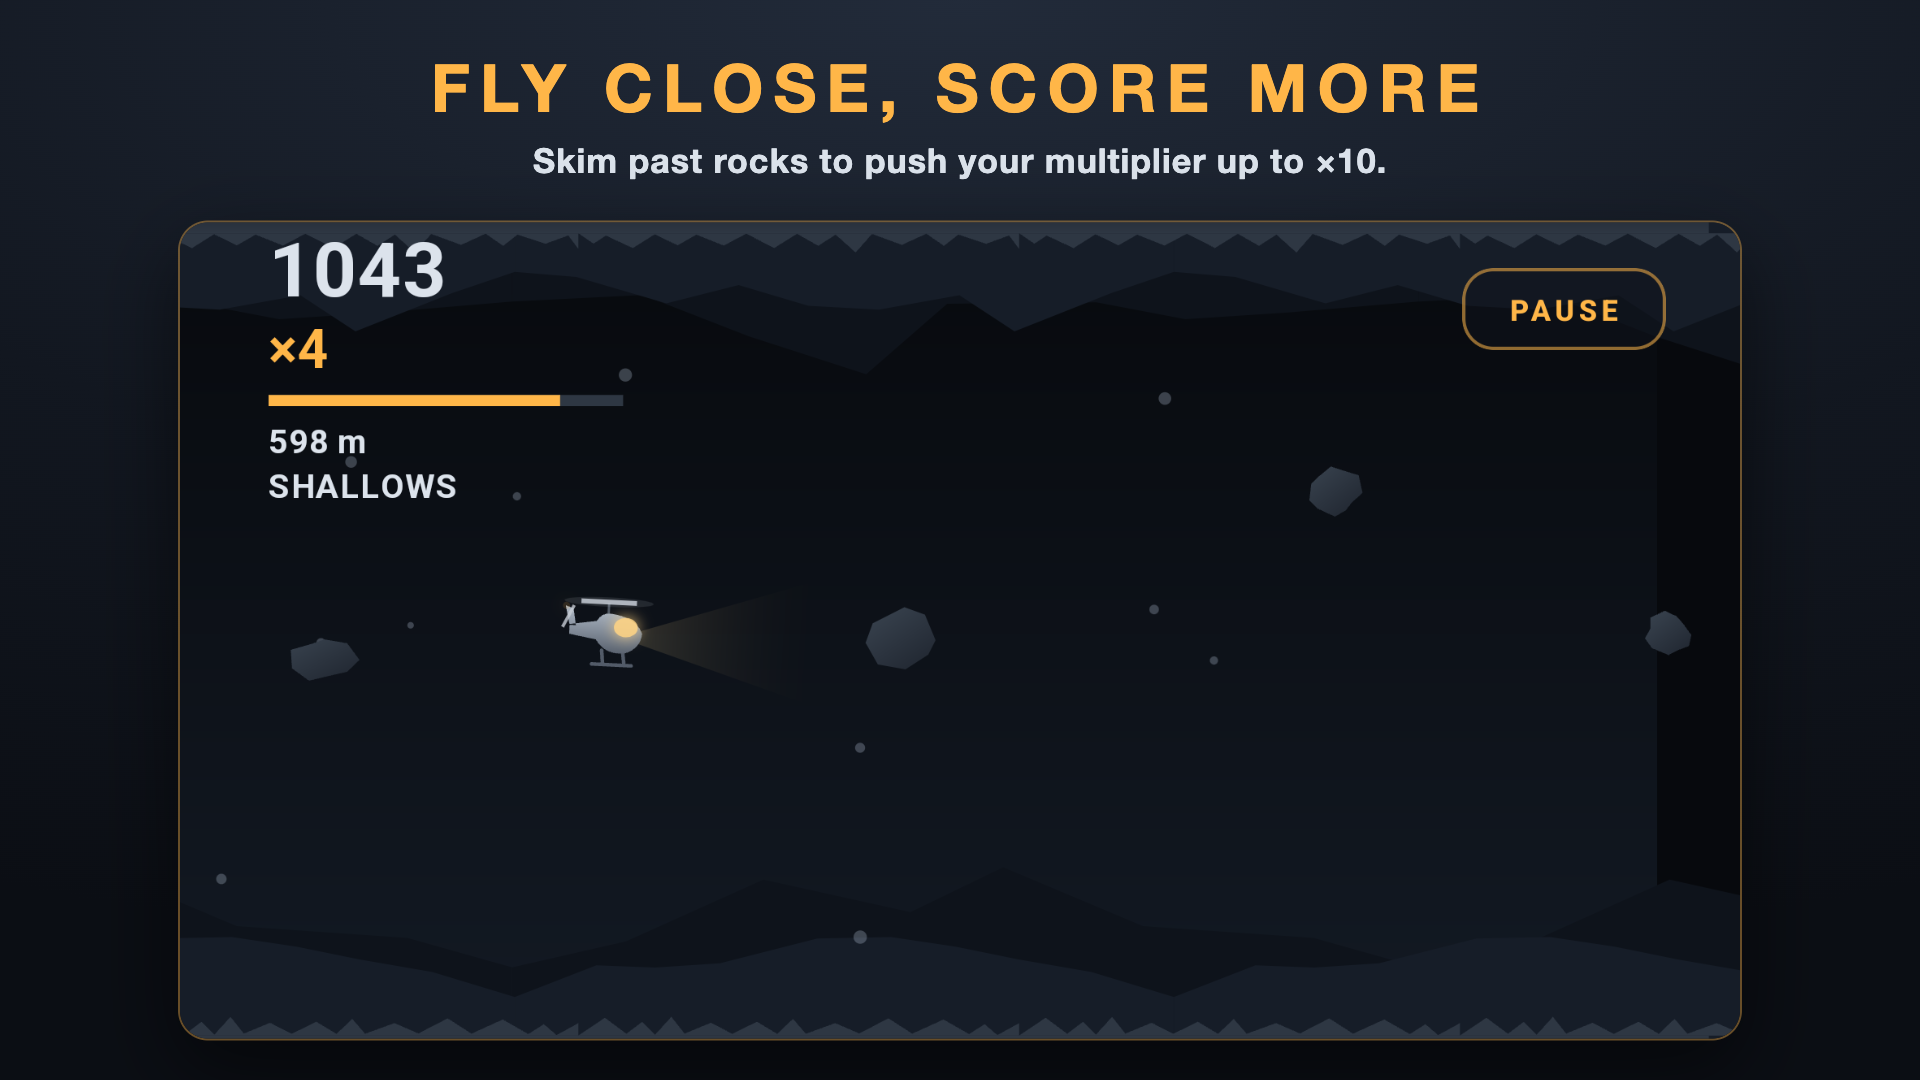 FLY CLOSE, SCORE MORE
Skim past rocks to push your multiplier up to ×10.
1043
PAUSE
×4
598 m
SHALLOWS